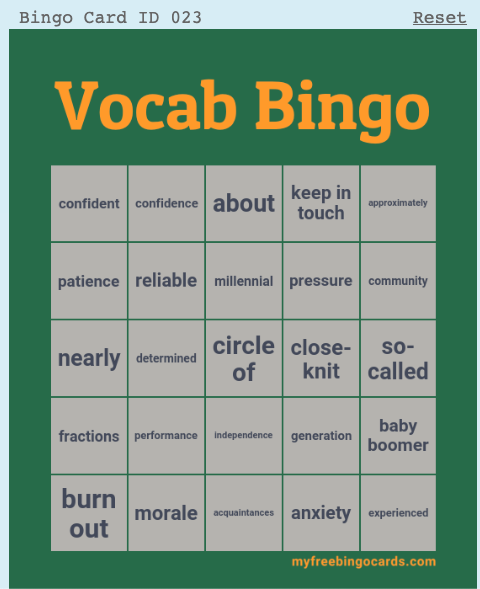 Bingo Card ID 023 Reset
Vocab Bingo
confident confidence about keep in touch approximately
patience reliable millennial pressure community
nearly determined circle of close-knit so-called
fractions performance independence generation baby boomer
burn out morale acquaintances anxiety experienced
myfreebingocards.com